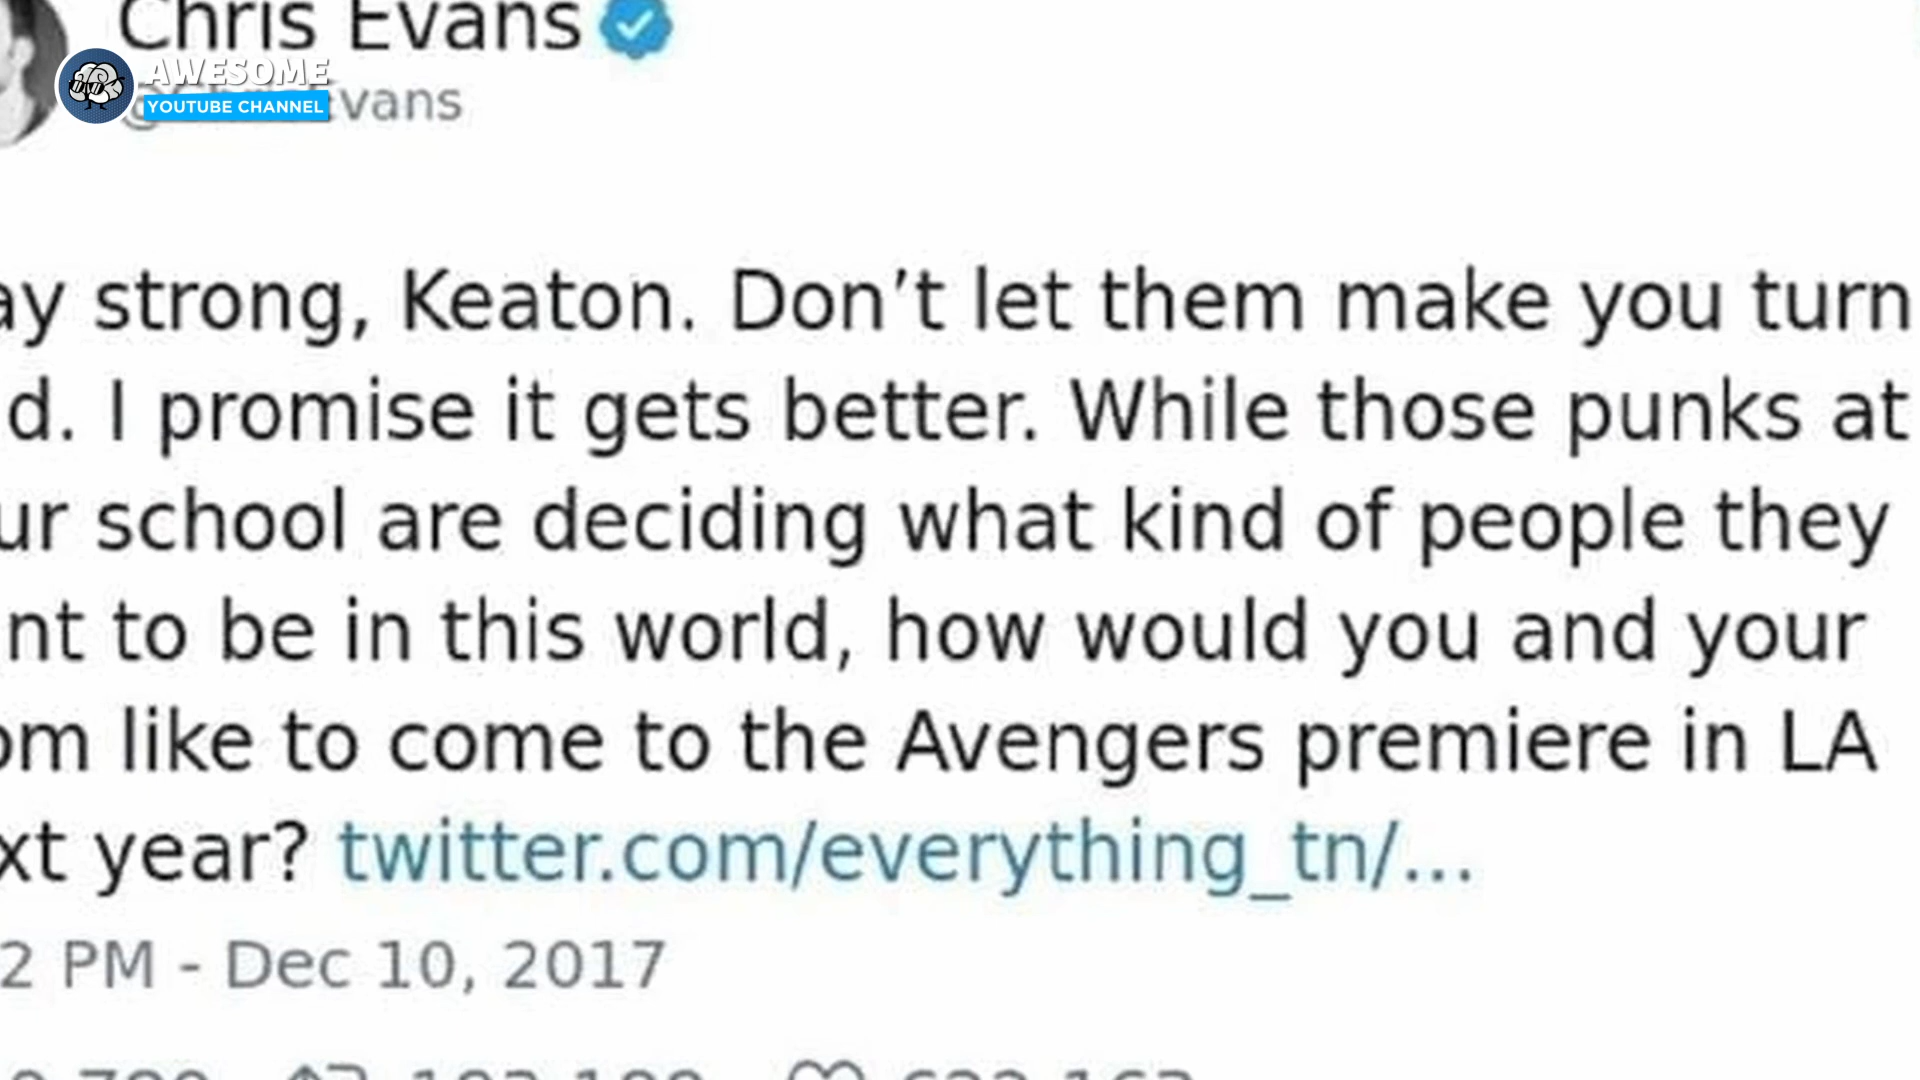 Chris Evans
AWESOME
YOUTUBE CHANNEL
vans
strong, Keaton. Don’t let them make you turn
d. I promise it gets better. While those punks at
ur school are deciding what kind of people they
nt to be in this world, how would you and your
om like to come to the Avengers premiere in LA
xt year? twitter.com/everything_tn/...
2 PM - Dec 10, 2017